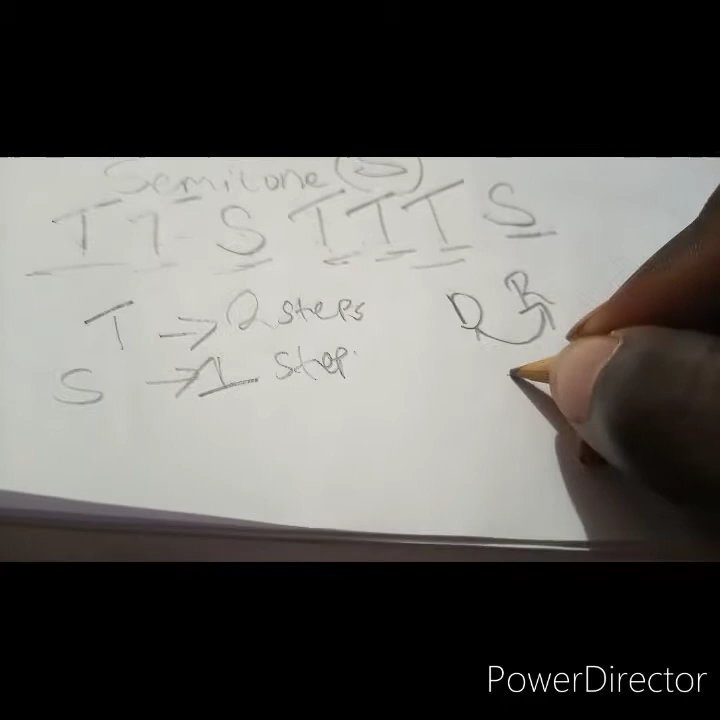 Semitone (S)
T T S T T T S
T → 2 steps
D R
S → 1 step.
PowerDirector